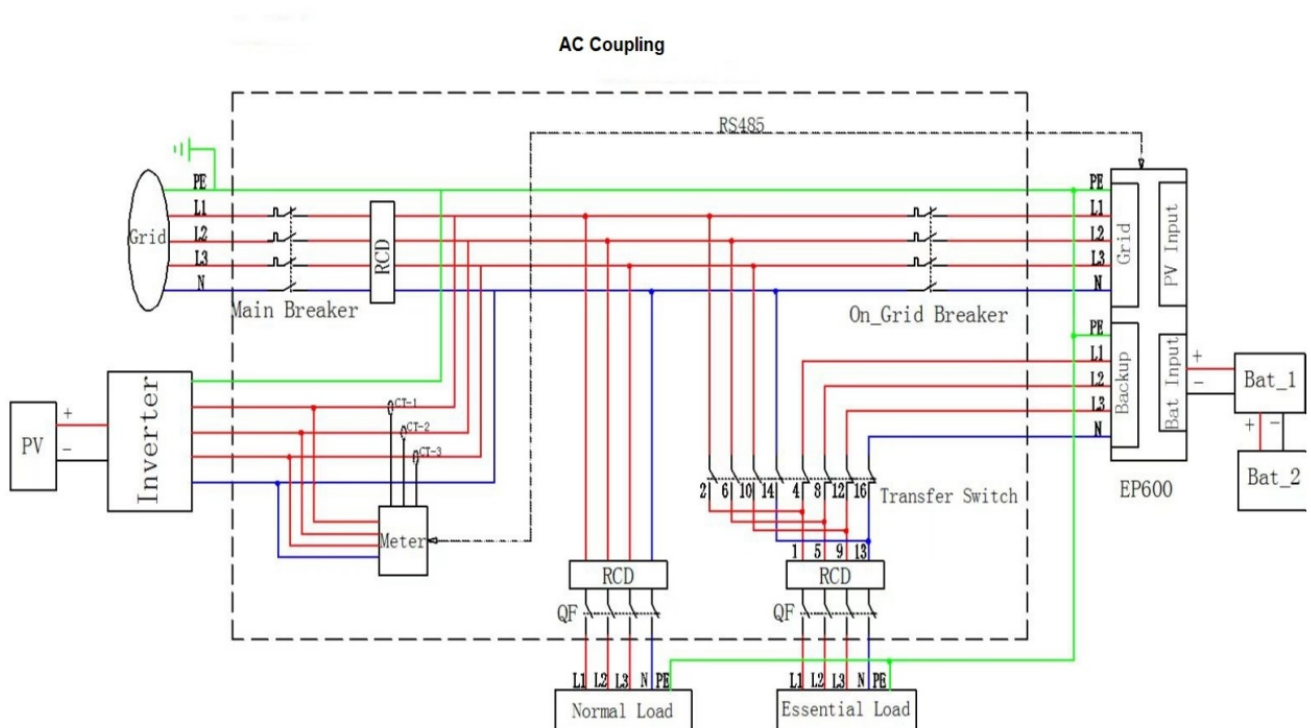 AC Coupling
RS485
PE
L1
L2
L3
N
Grid
Main Breaker
RCD
On_Grid Breaker
PE
L1
L2
L3
N
Grid
PV Input
PE
L1
L2
L3
N
Backup
Bat Input
+
-
Bat_1
+
-
Bat_2
EP600
PV
+
-
Inverter
CT-1
CT-2
CT-3
Meter
2 6 10 14 4 8 12 16
Transfer Switch
1 5 9 13
RCD
RCD
QF
QF
L1 L2 L3 N PE
L1 L2 L3 N PE
Normal Load
Essential Load